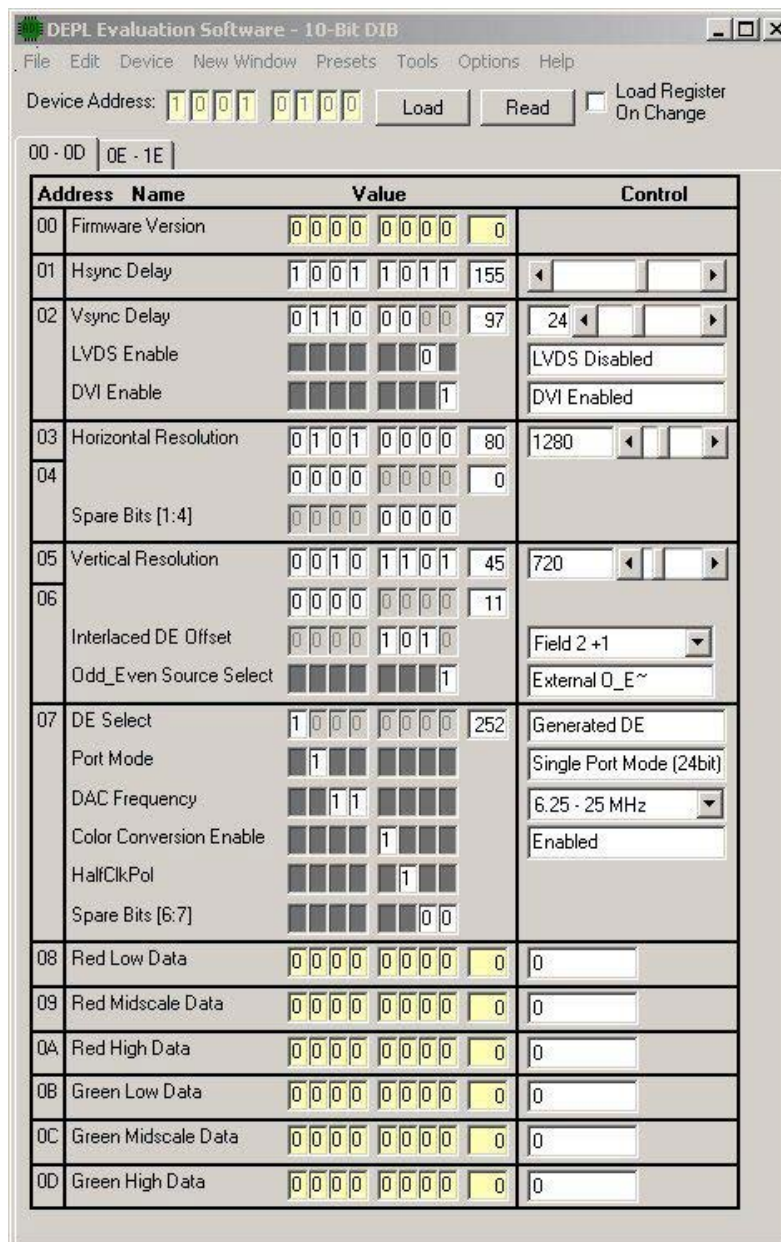 DEPL Evaluation Software - 10-Bit DIB
File Edit Device New Window Presets Tools Options Help
Device Address: 1 0 0 1 0 1 0 0 Load Read Load Register On Change
00 - 0D 0E - 1E
Address Name Value Control
00 Firmware Version 0 0 0 0 0 0 0 0 0
01 Hsync Delay 1 0 0 1 1 0 1 1 155
02 Vsync Delay 0 1 1 0 0 0 0 0 97 24
LVDS Enable 0 LVDS Disabled
DVI Enable 1 DVI Enabled
03 Horizontal Resolution 0 1 0 1 0 0 0 0 80 1280
04 0 0 0 0 0 0 0 0 0
Spare Bits [1:4] 0 0 0 0 0 0 0 0
05 Vertical Resolution 0 0 1 0 1 1 0 1 45 720
06 0 0 0 0 0 0 0 0 11
Interlaced DE Offset 0 0 0 0 1 0 1 0 Field 2 +1
Odd_Even Source Select 1 External O_E~
07 DE Select 1 0 0 0 0 0 0 0 252 Generated DE
Port Mode 1 Single Port Mode (24bit)
DAC Frequency 1 1 6.25 - 25 MHz
Color Conversion Enable 1 Enabled
HalfClkPol 1
Spare Bits [6:7] 0 0
08 Red Low Data 0 0 0 0 0 0 0 0 0 0
09 Red Midscale Data 0 0 0 0 0 0 0 0 0 0
0A Red High Data 0 0 0 0 0 0 0 0 0 0
0B Green Low Data 0 0 0 0 0 0 0 0 0 0
0C Green Midscale Data 0 0 0 0 0 0 0 0 0 0
0D Green High Data 0 0 0 0 0 0 0 0 0 0